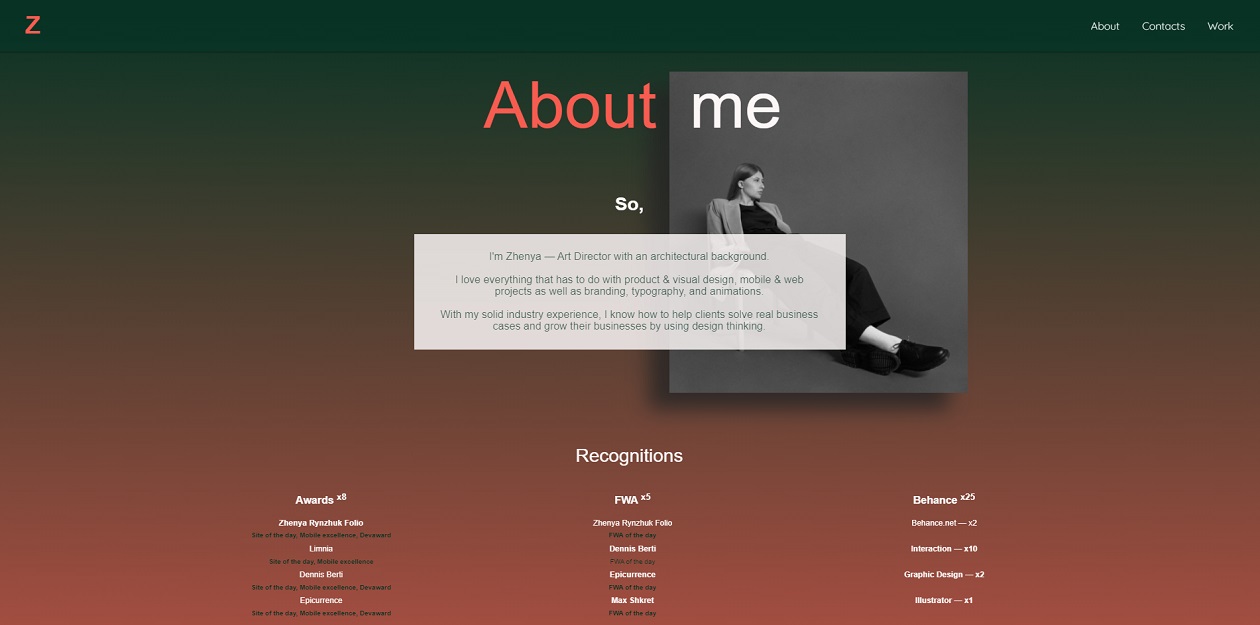 Z
About
Contacts
Work
About me
So,
I'm Zhenya — Art Director with an architectural background.
I love everything that has to do with product & visual design, mobile & web
projects as well as branding, typography, and animations.
With my solid industry experience, I know how to help clients solve real business
cases and grow their businesses by using design thinking.
Recognitions
Awards x8
Zhenya Rynzhuk Folio
Site of the day, Mobile excellence, Devaward
Limnia
Site of the day, Mobile excellence
Dennis Berti
Site of the day, Mobile excellence, Devaward
Epicurrence
Site of the day, Mobile excellence, Devaward
FWA x5
Zhenya Rynzhuk Folio
FWA of the day
Dennis Berti
FWA of the day
Epicurrence
FWA of the day
Max Shkret
FWA of the day
Behance x25
Behance.net — x2
Interaction — x10
Graphic Design — x2
Illustrator — x1